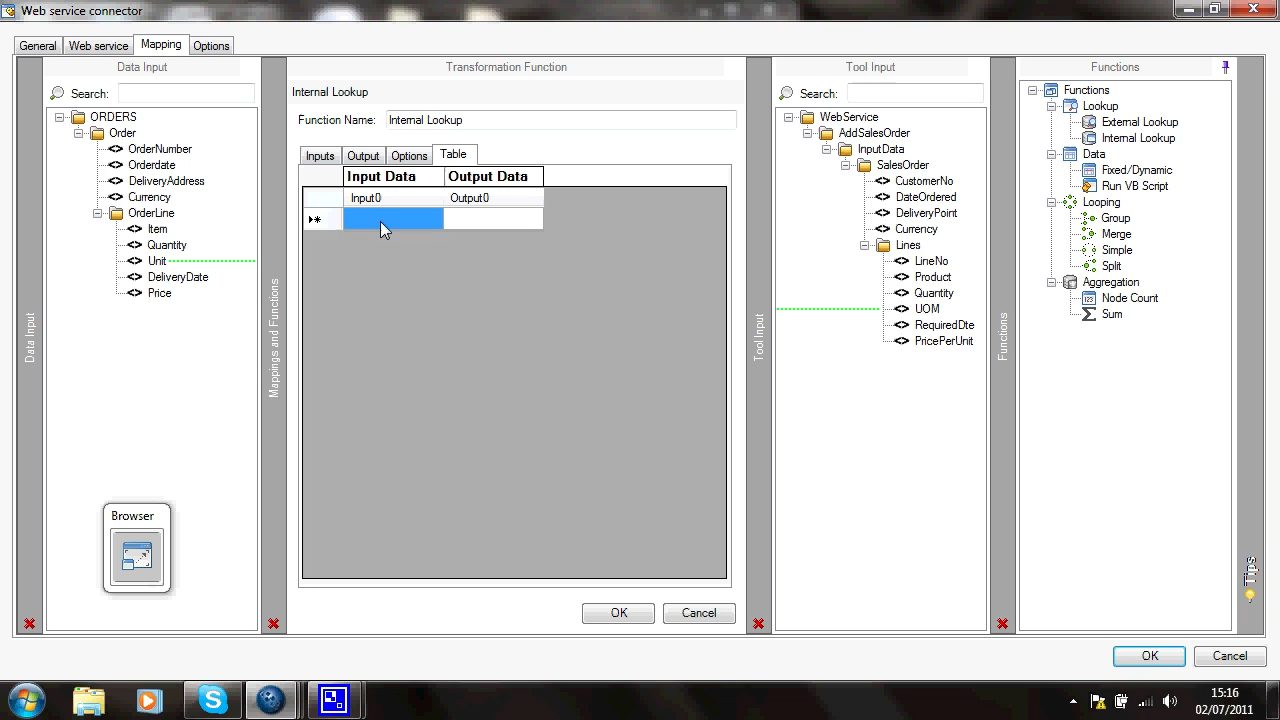 Web service connector
General
Web service
Mapping
Options
Data Input
Search:
ORDERS
Order
OrderNumber
Orderdate
DeliveryAddress
Currency
OrderLine
Item
Quantity
Unit
DeliveryDate
Price
Browser
Data Input
Mappings and Functions
Transformation Function
Internal Lookup
Function Name:
Internal Lookup
Inputs
Output
Options
Table
Input Data
Output Data
Input0
Output0
OK
Cancel
Tool Input
Tool Input
Search:
WebService
AddSalesOrder
InputData
SalesOrder
CustomerNo
DateOrdered
DeliveryPoint
Currency
Lines
LineNo
Product
Quantity
UOM
RequiredDte
PricePerUnit
Functions
Functions
Functions
Lookup
External Lookup
Internal Lookup
Data
Fixed/Dynamic
Run VB Script
Looping
Group
Merge
Simple
Split
Aggregation
Node Count
Sum
Tips
OK
Cancel
15:16
02/07/2011